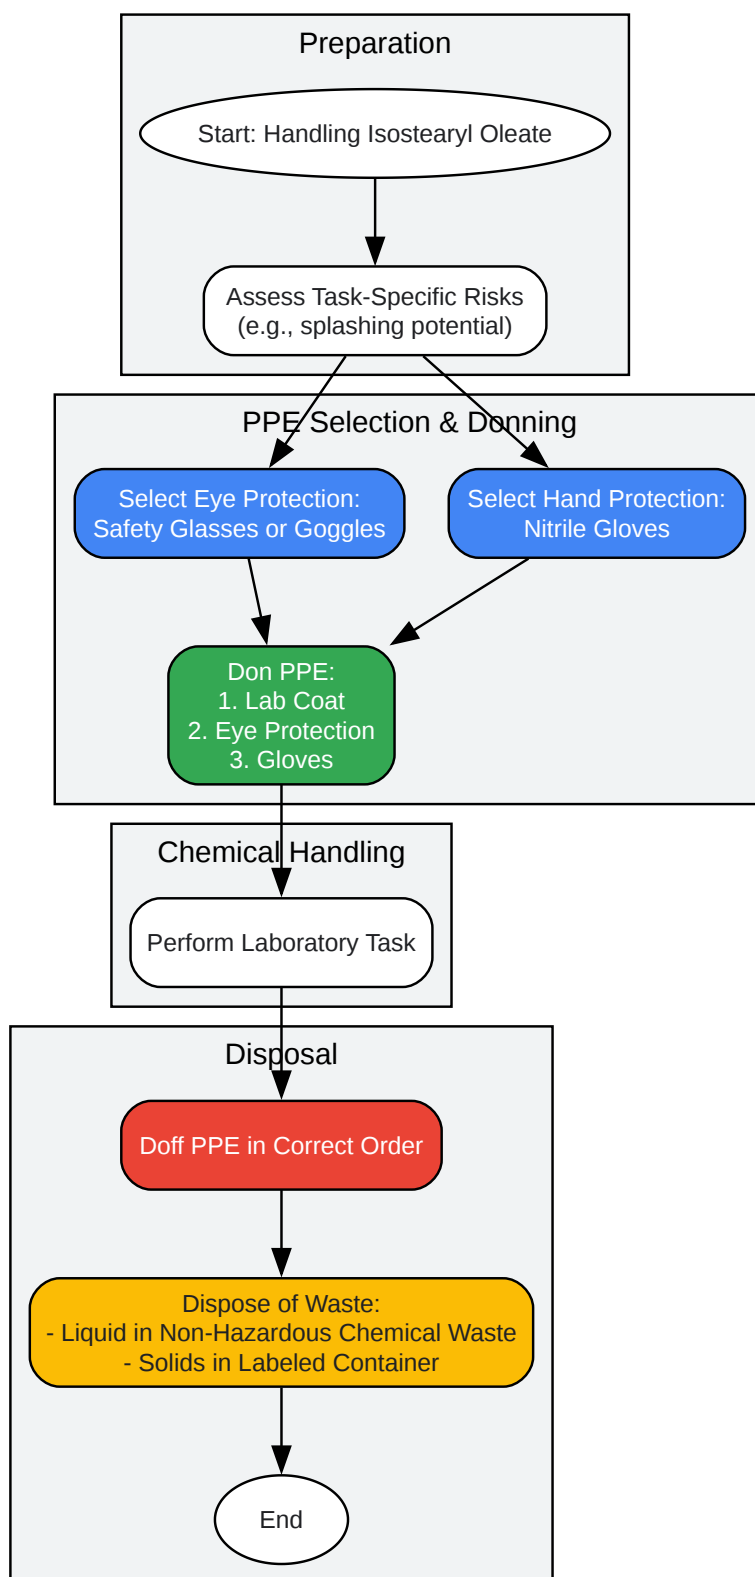 Preparation
Start: Handling Isostearyl Oleate
Assess Task-Specific Risks
(e.g., splashing potential)
PPE Selection & Donning
Select Eye Protection:
Safety Glasses or Goggles
Select Hand Protection:
Nitrile Gloves
Don PPE:
1. Lab Coat
2. Eye Protection
3. Gloves
Chemical Handling
Perform Laboratory Task
Disposal
Doff PPE in Correct Order
Dispose of Waste:
- Liquid in Non-Hazardous Chemical Waste
- Solids in Labeled Container
End